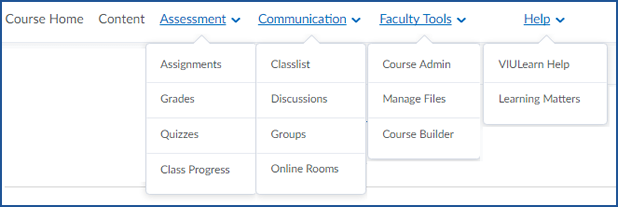 Course Home Content Assessment Communication Faculty Tools Help
Assignments
Grades
Quizzes
Class Progress
Classlist
Discussions
Groups
Online Rooms
Course Admin
Manage Files
Course Builder
VIULearn Help
Learning Matters